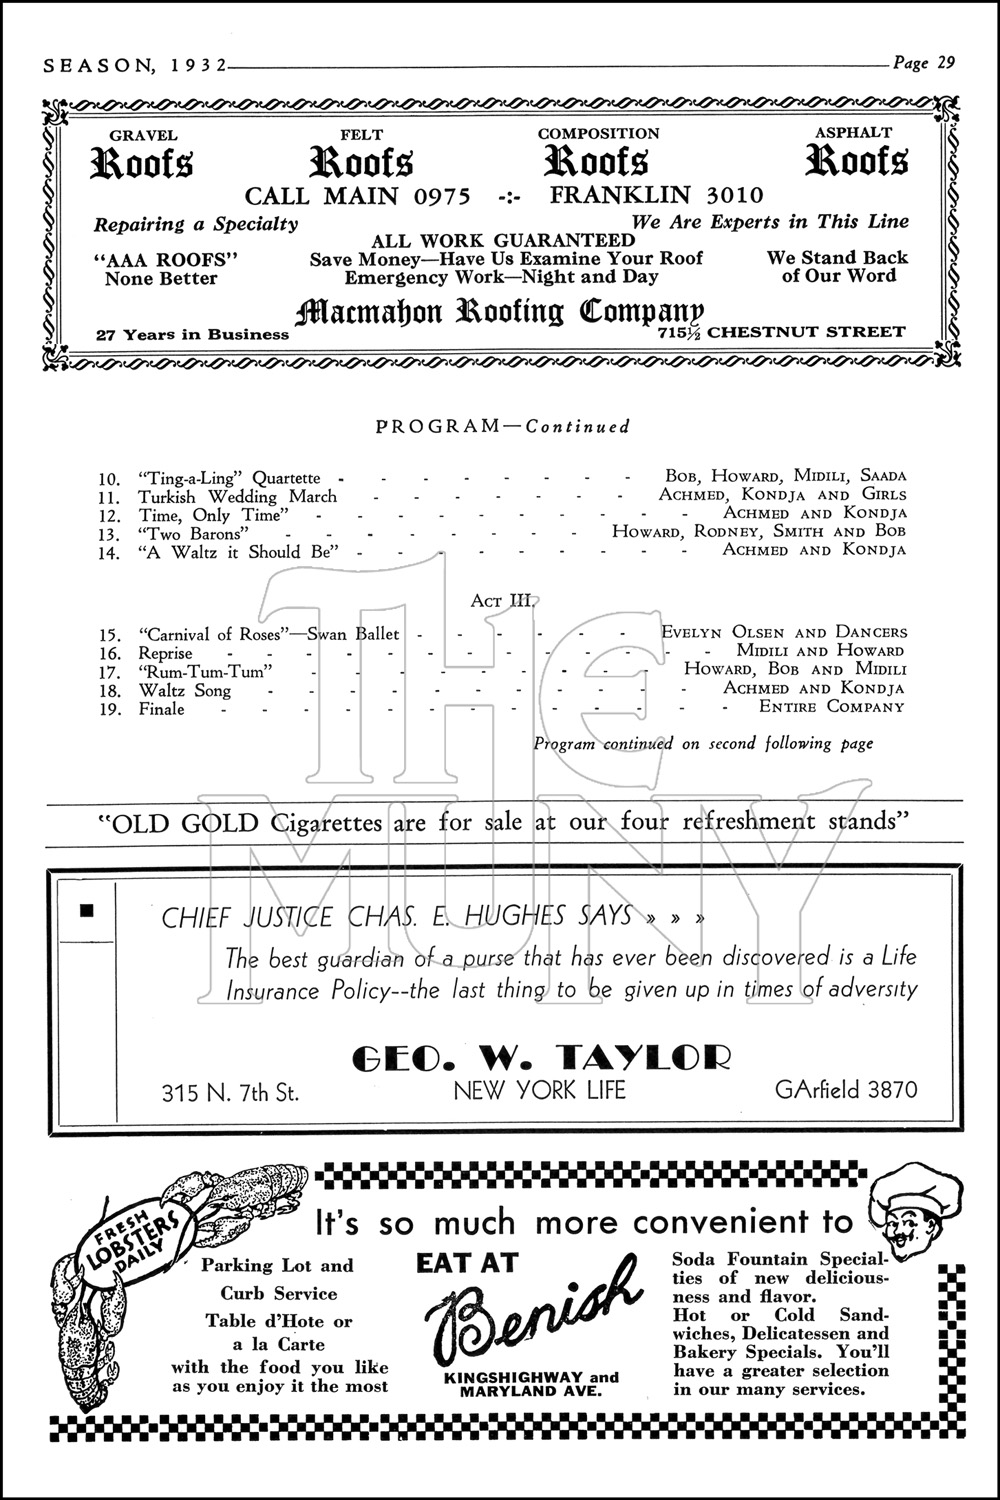 SEASON, 1932 Page 29
GRAVEL FELT COMPOSITION ASPHALT
Roofs Roofs Roofs Roofs
CALL MAIN 0975 -:- FRANKLIN 3010
Repairing a Specialty We Are Experts in This Line
ALL WORK GUARANTEED
"AAA ROOFS" Save Money—Have Us Examine Your Roof We Stand Back
None Better Emergency Work—Night and Day of Our Word
Macmahon Roofing Company
27 Years in Business 715½ CHESTNUT STREET
PROGRAM—Continued
10. "Ting-a-Ling" Quartette - - - - - - - - BOB, HOWARD, MIDILI, SAADA
11. Turkish Wedding March - - - - - - - ACHMED, KONDJA AND GIRLS
12. Time, Only Time" - - - - - - - - - - ACHMED AND KONDJA
13. "Two Barons" - - - - - - - - HOWARD, RODNEY, SMITH AND BOB
14. "A Waltz it Should Be" - - - - - - - - - ACHMED AND KONDJA
ACT III.
15. "Carnival of Roses"—Swan Ballet - - - - - - EVELYN OLSEN AND DANCERS
16. Reprise - - - - - - - - - - - - - MIDILI AND HOWARD
17. "Rum-Tum-Tum" - - - - - - - - - HOWARD, BOB AND MIDILI
18. Waltz Song - - - - - - - - - - - ACHMED AND KONDJA
19. Finale - - - - - - - - - - - - - ENTIRE COMPANY
Program continued on second following page
THE
MUNY
"OLD GOLD Cigarettes are for sale at our four refreshment stands"
CHIEF JUSTICE CHAS. E. HUGHES SAYS » » »
The best guardian of a purse that has ever been discovered is a Life
Insurance Policy--the last thing to be given up in times of adversity
GEO. W. TAYLOR
315 N. 7th St. NEW YORK LIFE GArfield 3870
FRESH
LOBSTERS
DAILY
It's so much more convenient to
Parking Lot and
Curb Service
Table d'Hote or
a la Carte
with the food you like
as you enjoy it the most
EAT AT
Benish
KINGSHIGHWAY and
MARYLAND AVE.
Soda Fountain Special-
ties of new delicious-
ness and flavor.
Hot or Cold Sand-
wiches, Delicatessen and
Bakery Specials. You'll
have a greater selection
in our many services.